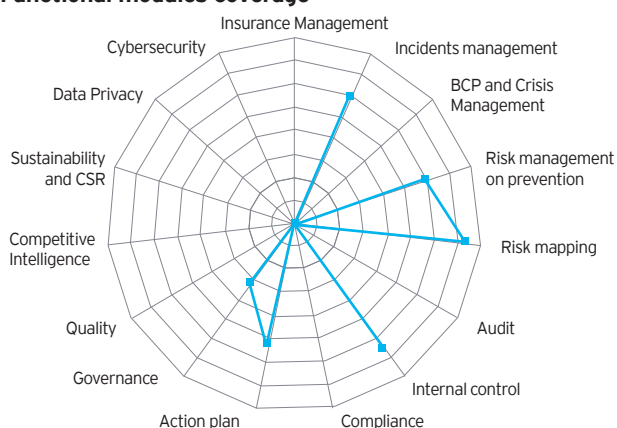 Functional modules coverage
Insurance Management
Cybersecurity
Incidents management
Data Privacy
BCP and Crisis
Management
Sustainability
and CSR
Risk management
on prevention
Competitive
Intelligence
Risk mapping
Quality
Audit
Governance
Internal control
Action plan
Compliance